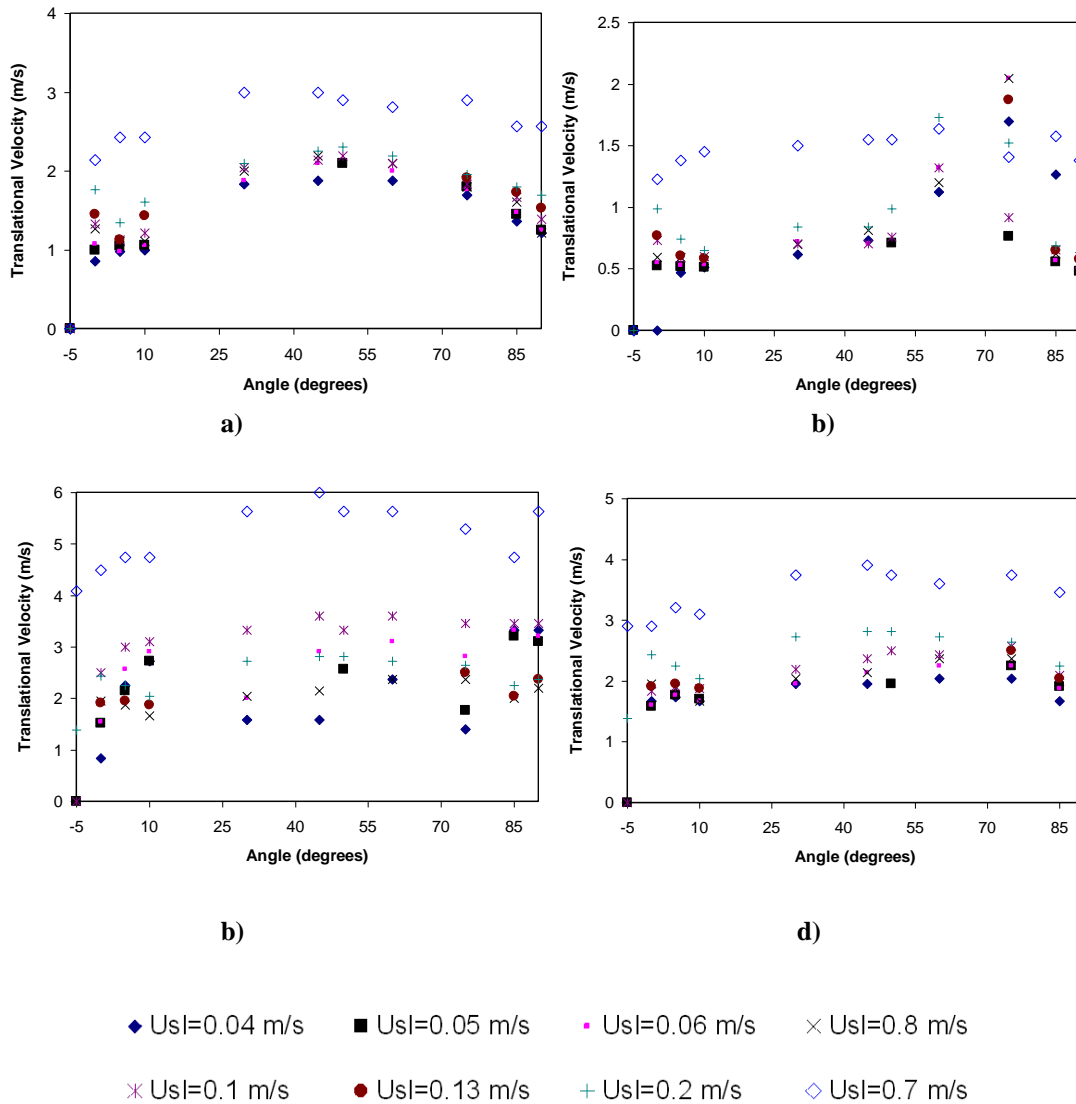 4
3
2
1
0
-5 10 25 40 55 70 85
Translational Velocity (m/s)
Angle (degrees)
a)
2.5
2
1.5
1
0.5
0
-5 10 25 40 55 70 85
Translational Velocity (m/s)
Angle (degrees)
b)
6
5
4
3
2
1
0
-5 10 25 40 55 70 85
Translational Velocity (m/s)
Angle (degrees)
b)
5
4
3
2
1
0
-5 10 25 40 55 70 85
Translational Velocity (m/s)
Angle (degrees)
d)
Usl=0.04 m/s Usl=0.05 m/s Usl=0.06 m/s Usl=0.8 m/s
Usl=0.1 m/s Usl=0.13 m/s Usl=0.2 m/s Usl=0.7 m/s